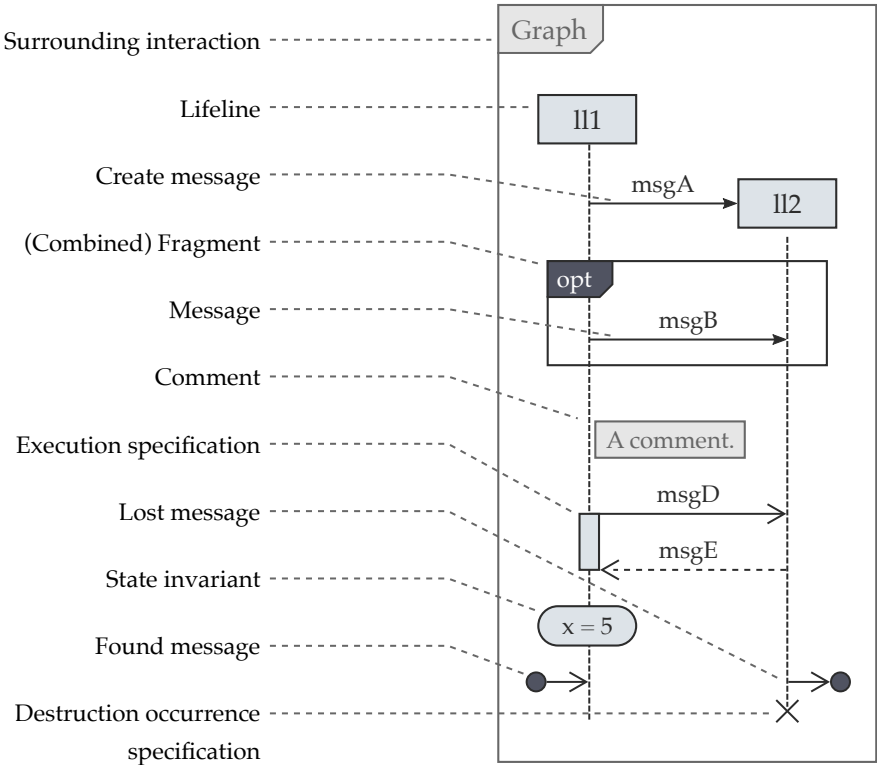 Surrounding interaction
Graph
Lifeline
ll1
Create message
msgA
ll2
(Combined) Fragment
opt
Message
msgB
Comment
A comment.
Execution specification
msgD
Lost message
msgE
State invariant
x = 5
Found message
Destruction occurrence
specification